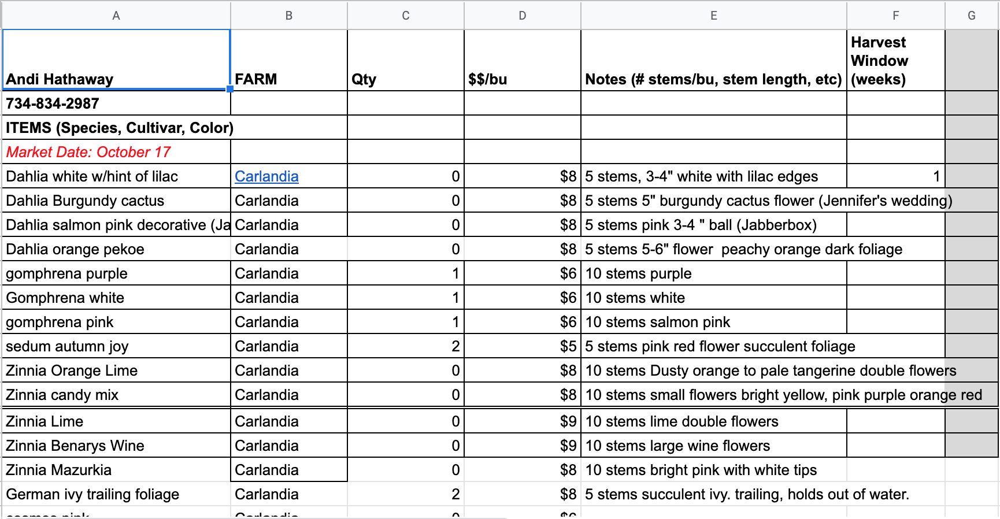 A B C D E F G
Andi Hathaway FARM Qty $$/bu Notes (# stems/bu, stem length, etc) Harvest Window (weeks)
734-834-2987
ITEMS (Species, Cultivar, Color)
Market Date: October 17
Dahlia white w/hint of lilac Carlandia 0 $8 5 stems, 3-4" white with lilac edges 1
Dahlia Burgundy cactus Carlandia 0 $8 5 stems 5" burgundy cactus flower (Jennifer's wedding)
Dahlia salmon pink decorative (Ja Carlandia 0 $8 5 stems pink 3-4 " ball (Jabberbox)
Dahlia orange pekoe Carlandia 0 $8 5 stems 5-6" flower  peachy orange dark foliage
gomphrena purple Carlandia 1 $6 10 stems purple
Gomphrena white Carlandia 1 $6 10 stems white
gomphrena pink Carlandia 1 $6 10 stems salmon pink
sedum autumn joy Carlandia 2 $5 5 stems pink red flower succulent foliage
Zinnia Orange Lime Carlandia 0 $8 10 stems Dusty orange to pale tangerine double flowers
Zinnia candy mix Carlandia 0 $8 10 stems small flowers bright yellow, pink purple orange red
Zinnia Lime Carlandia 0 $9 10 stems lime double flowers
Zinnia Benarys Wine Carlandia 0 $9 10 stems large wine flowers
Zinnia Mazurkia Carlandia 0 $8 10 stems bright pink with white tips
German ivy trailing foliage Carlandia 2 $8 5 stems succulent ivy. trailing, holds out of water.